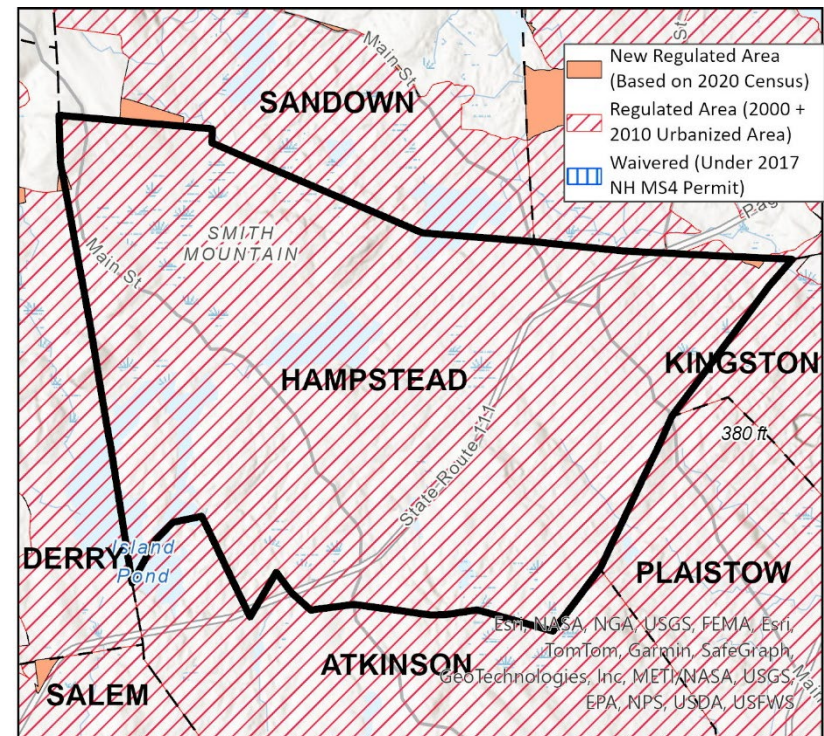 New Regulated Area
(Based on 2020 Census)
Regulated Area (2000 +
2010 Urbanized Area)
Waivered (Under 2017
NH MS4 Permit)
Main St
St
SANDOWN
SMITH
MOUNTAIN
Main St
HAMPSTEAD
KINGSTON
380 ft
State Route 111
DERRY
Island
Pond
PLAISTOW
ATKINSON
SALEM
Main
Esri, NASA, NGA, USGS, FEMA, Esri,
TomTom, Garmin, SafeGraph,
GeoTechnologies, Inc, METI/NASA, USGS,
EPA, NPS, USDA, USFWS